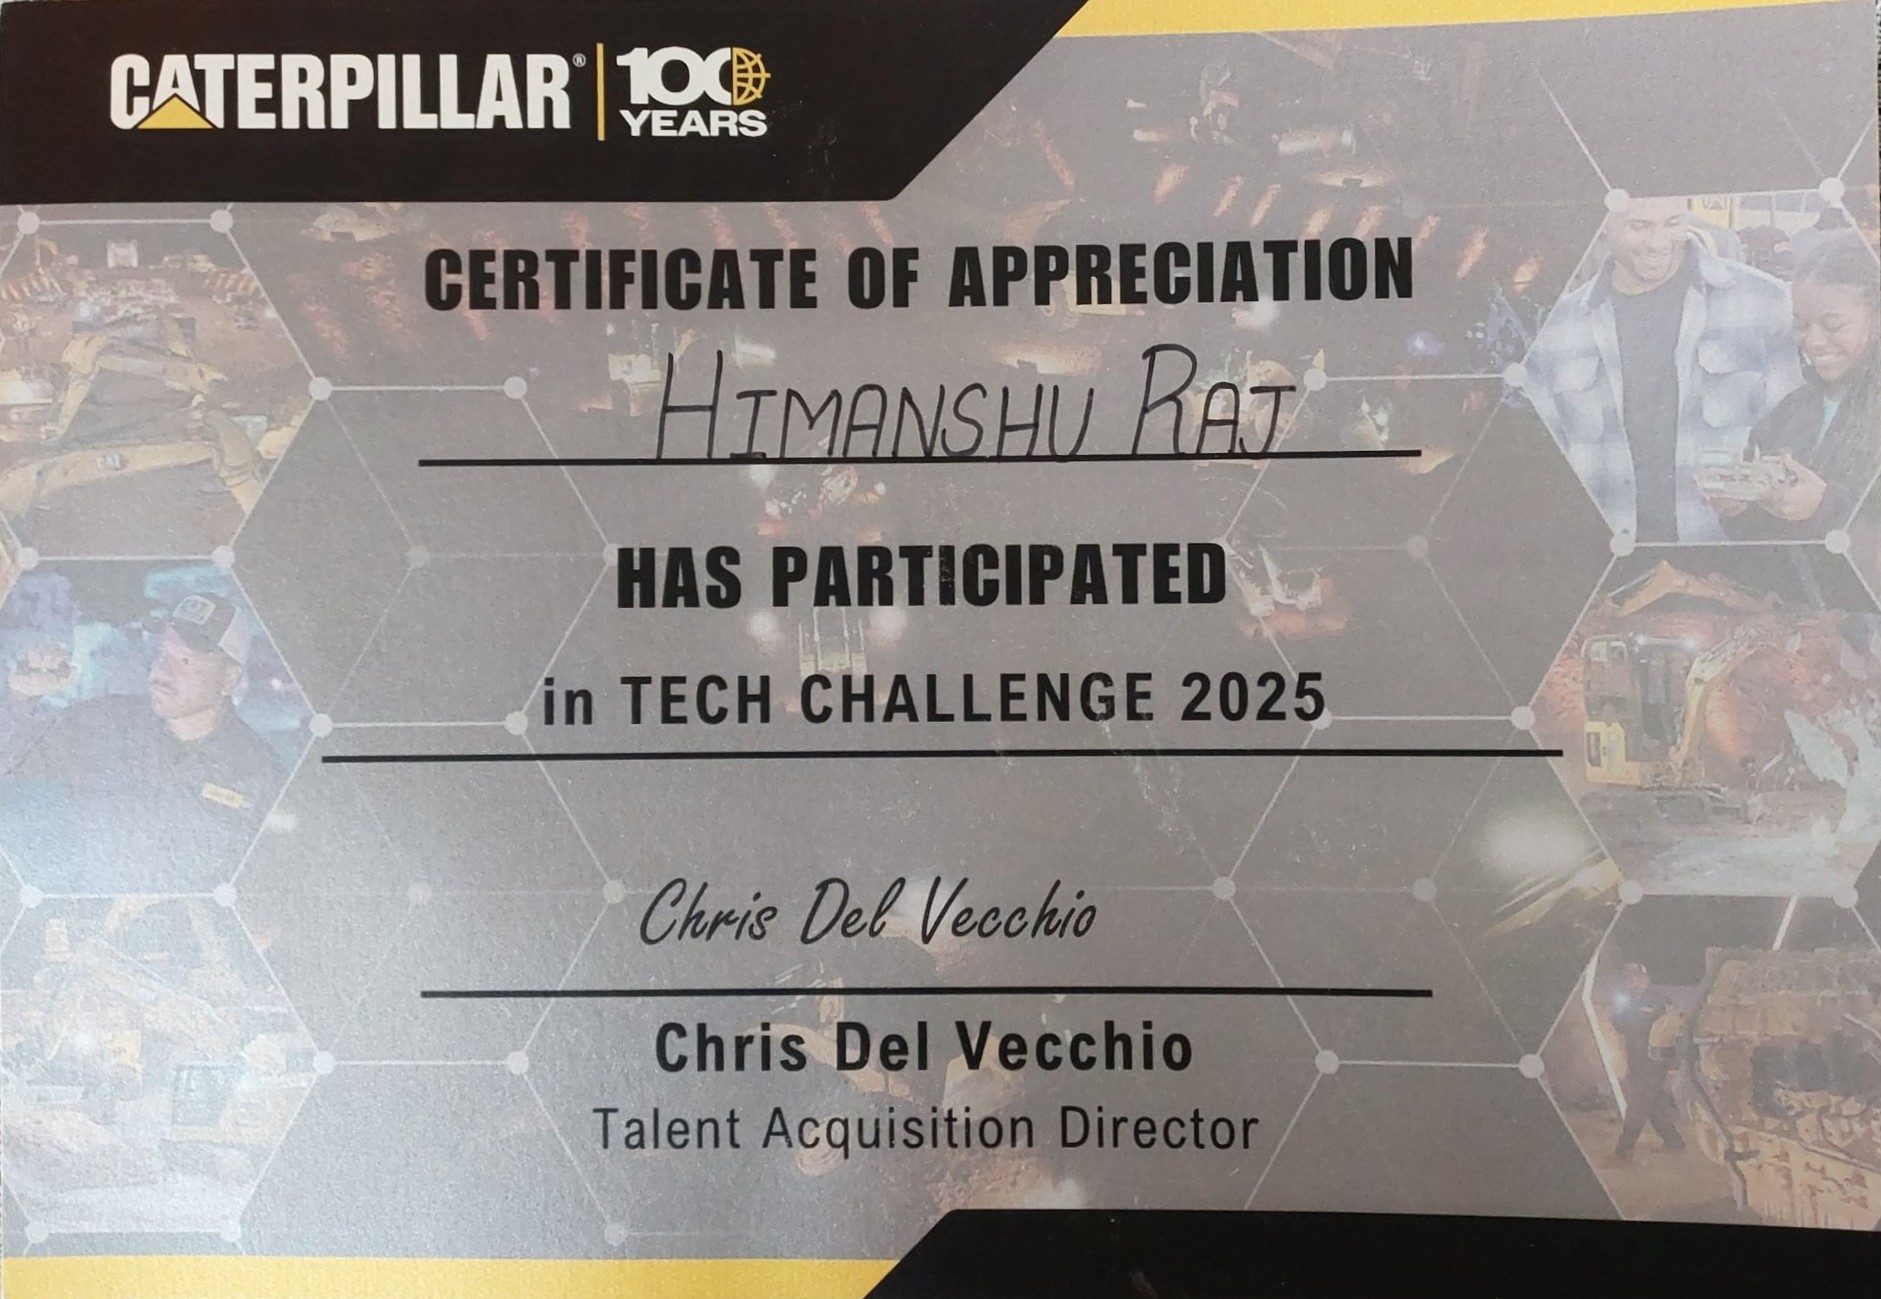 CATERPILLAR® 100 YEARS
CERTIFICATE OF APPRECIATION
HIMANSHU RAJ
HAS PARTICIPATED
in TECH CHALLENGE 2025
Chris Del Vecchio
Chris Del Vecchio
Talent Acquisition Director